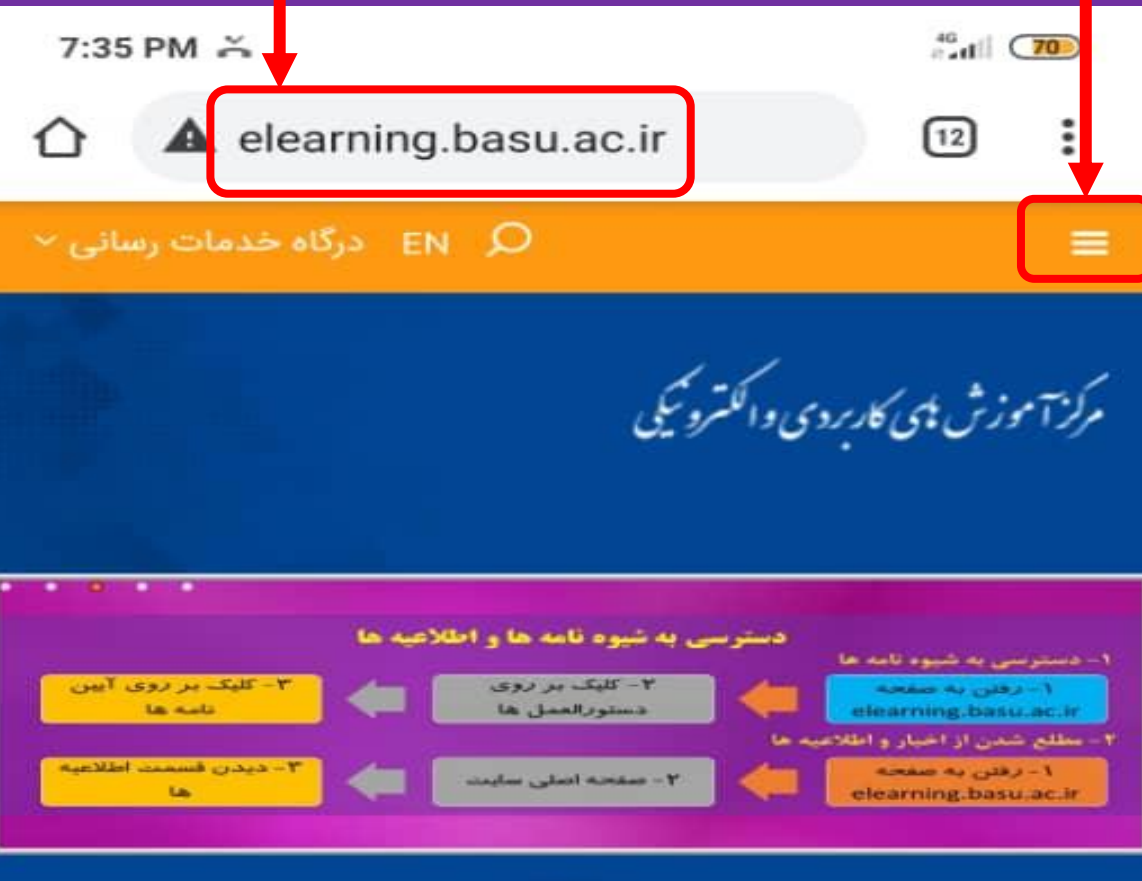 7:35 PM
4G
70
elearning.basu.ac.ir
12
EN درگاه خدمات رسانی
مرکز آموزش های کاربردی و الکترونیکی
دسترسی به شیوه نامه ها و اطلاعیه ها
۱- دسترسی به شیوه نامه ها
۱- رفتن به صفحه
elearning.basu.ac.ir
۲- کلیک بر روی
دستورالعمل ها
۳- کلیک بر روی آیین
نامه ها
۲- مطلع شدن از اخبار و اطلاعیه ها
۱- رفتن به صفحه
elearning.basu.ac.ir
۲- صفحه اصلی سایت
۳- دیدن قسمت اطلاعیه
ها